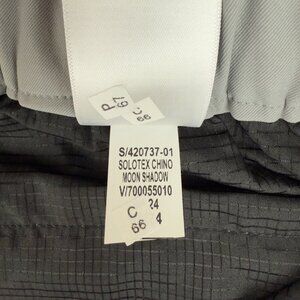 P
67
C
66
S/420737-01
SOLOTEX CHINO
MOON SHADOW
V/700055010
24
4
C
66